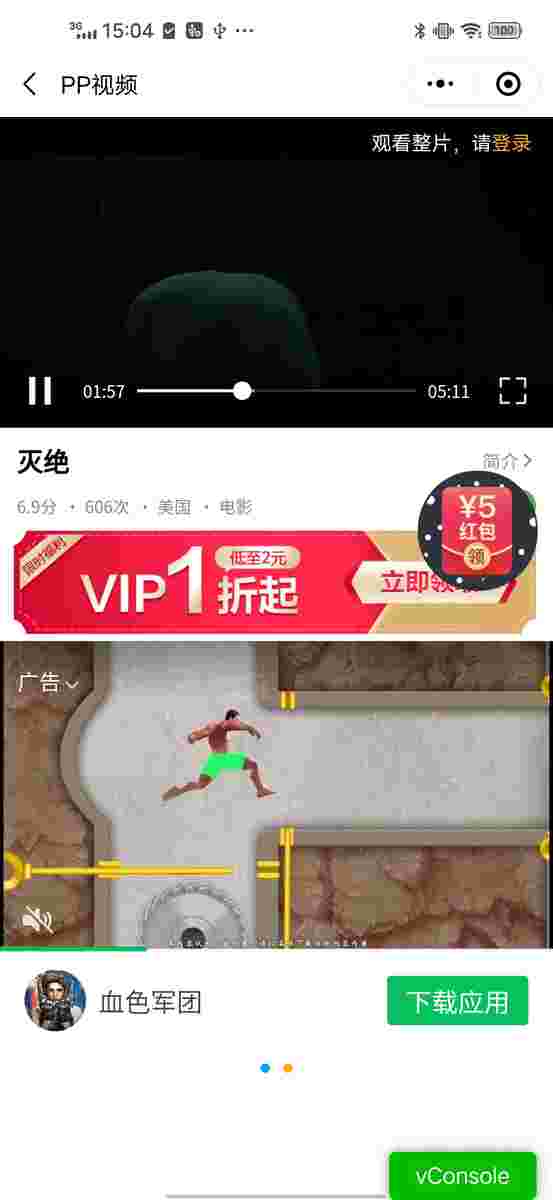 3G 15:04 100
PP视频
观看整片，请登录
01:57 05:11
灭绝
简介
6.9分 · 606次 · 美国 · 电影
¥5
红包
领
限时福利
低至2元
VIP1折起
立即领
广告
血色军团
下载应用
vConsole